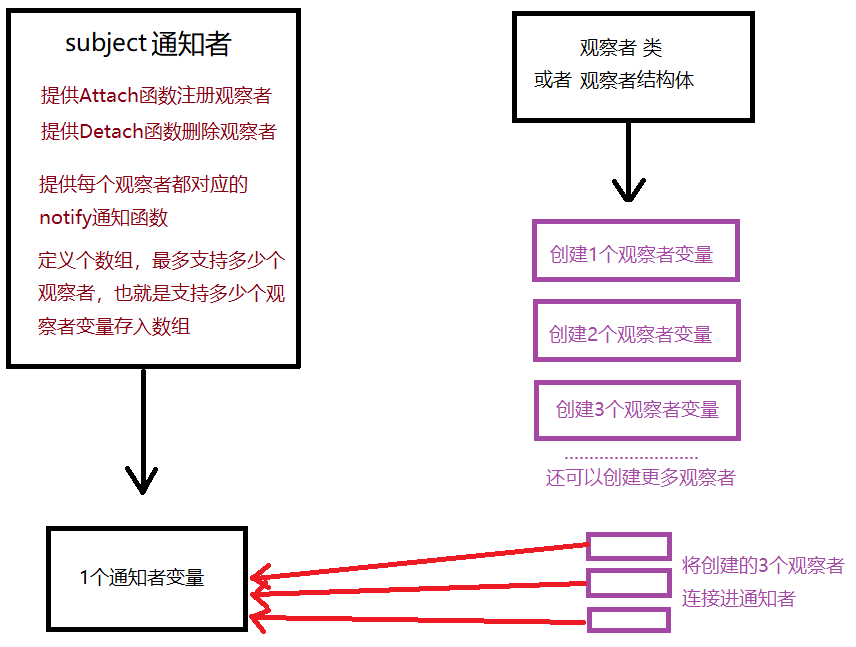 subject 通知者
提供Attach函数注册观察者
提供Detach函数删除观察者
提供每个观察者都对应的
notify通知函数
定义个数组，最多支持多少个
观察者，也就是支持多少个观
察者变量存入数组
1个通知者变量
观察者 类
或者 观察者结构体
创建1个观察者变量
创建2个观察者变量
创建3个观察者变量
...........................
还可以创建更多观察者
将创建的3个观察者
连接进通知者